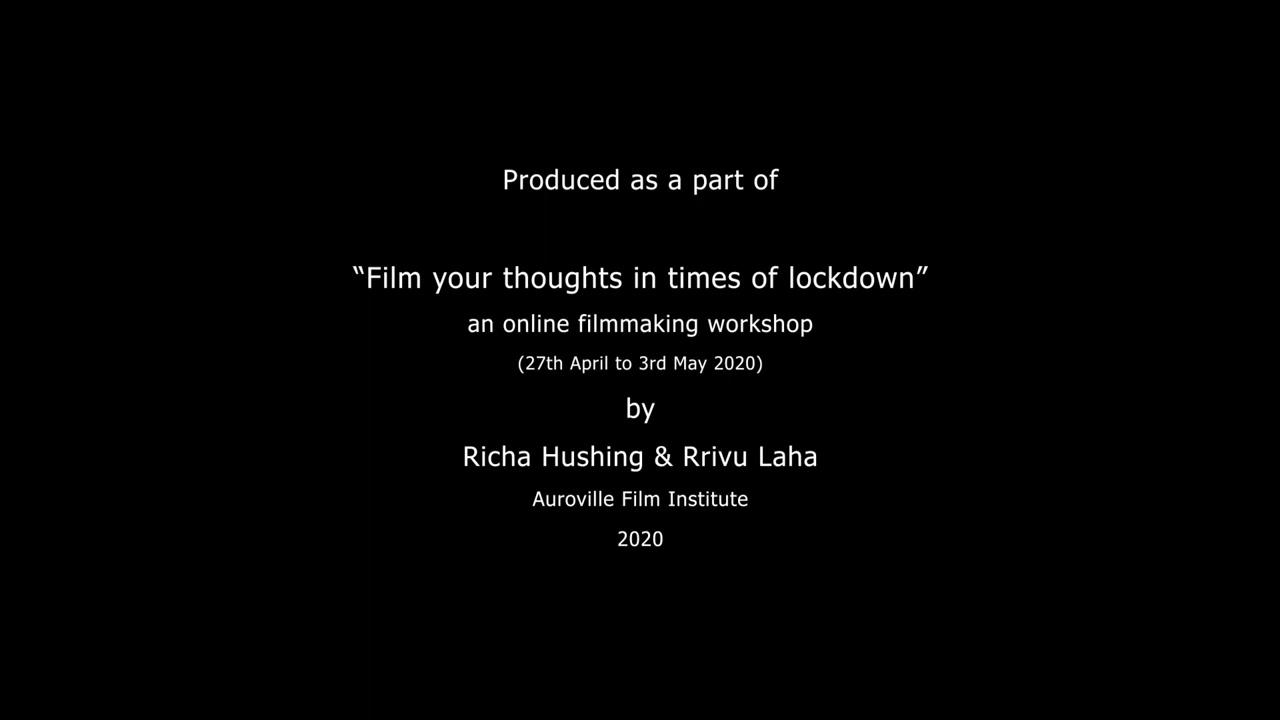 Produced as a part of
“Film your thoughts in times of lockdown”
an online filmmaking workshop
(27th April to 3rd May 2020)
by
Richa Hushing & Rrivu Laha
Auroville Film Institute
2020